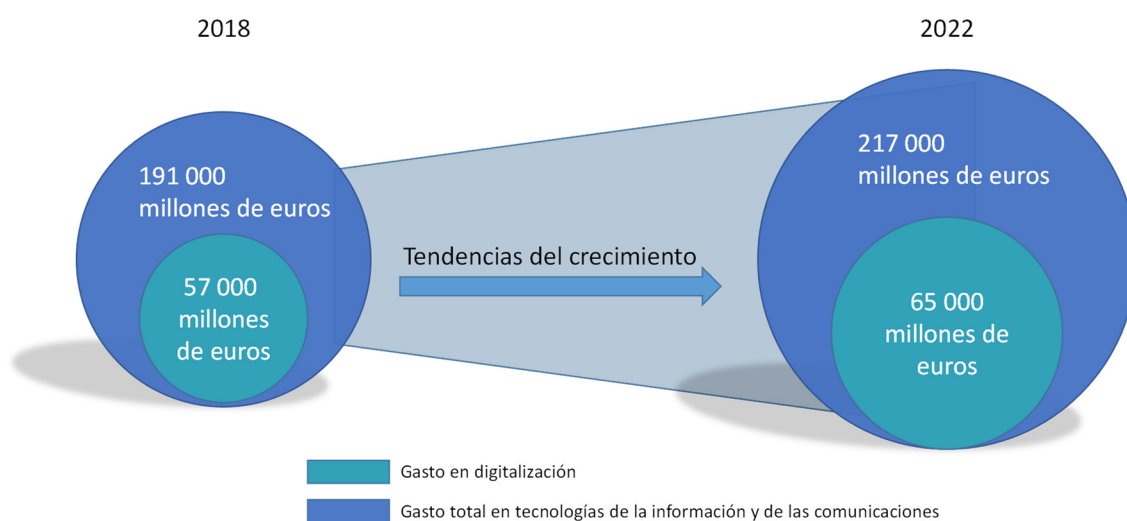 2018
2022
191 000
millones de euros
57 000
millones
de euros
Tendencias del crecimiento
217 000
millones de euros
65 000
millones de
euros
Gasto en digitalización
Gasto total en tecnologías de la información y de las comunicaciones